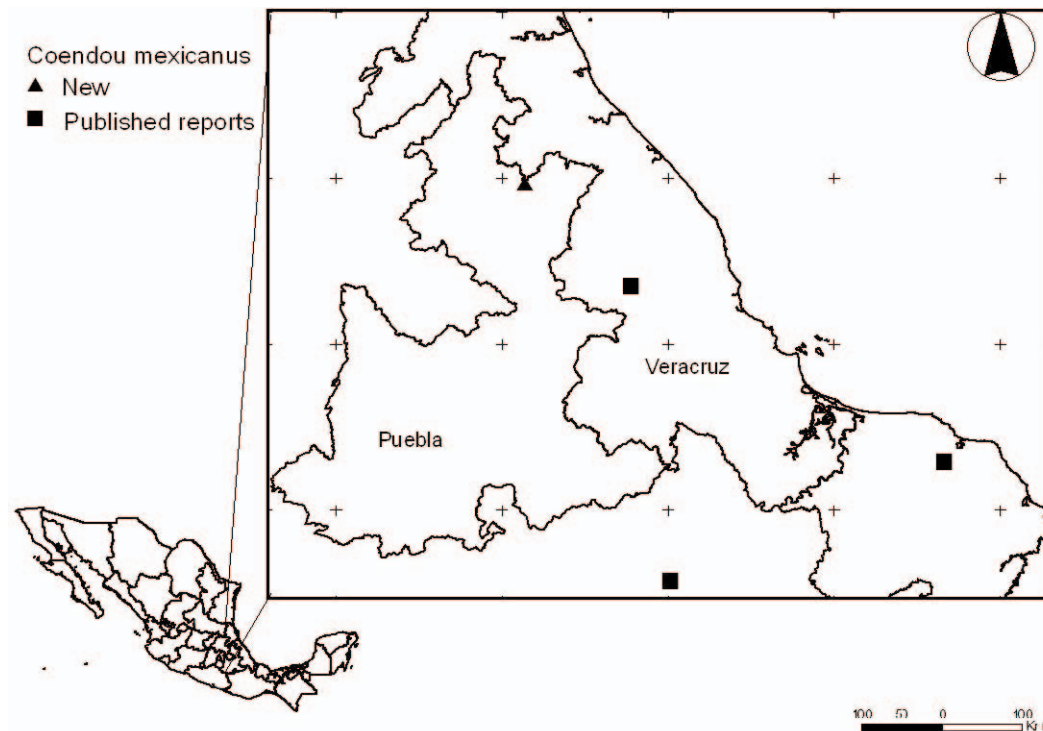 Coendou mexicanus
New
Published reports
Veracruz
Puebla
100 50 0 100